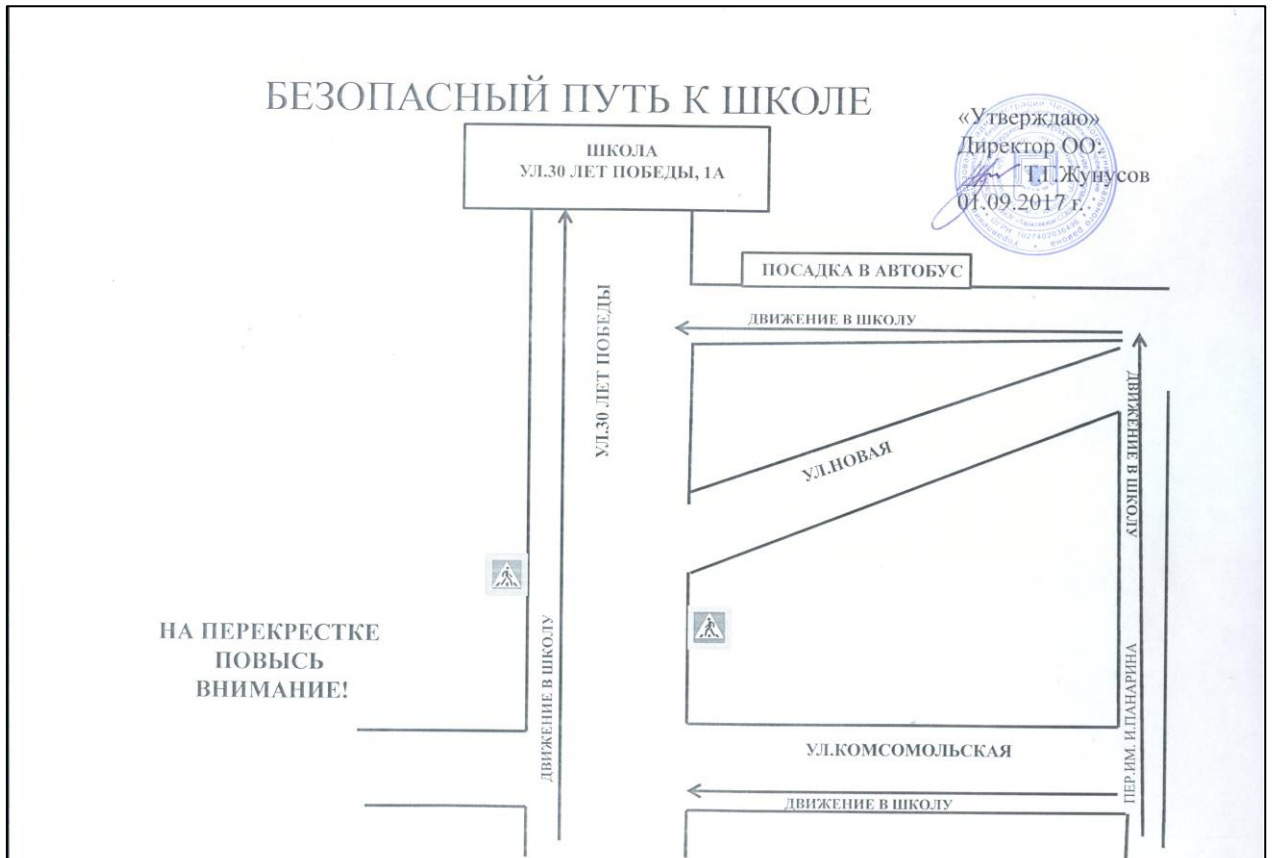 БЕЗОПАСНЫЙ ПУТЬ К ШКОЛЕ
«Утверждаю»
Директор ОО:
Т.Г.Жунусов
01.09.2017 г.
ШКОЛА
УЛ.30 ЛЕТ ПОБЕДЫ, 1А
ПОСАДКА В АВТОБУС
ДВИЖЕНИЕ В ШКОЛУ
УЛ.30 ЛЕТ ПОБЕДЫ
ДВИЖЕНИЕ В ШКОЛУ
УЛ.НОВАЯ
НА ПЕРЕКРЕСТКЕ
ПОВЫСЬ
ВНИМАНИЕ!
ДВИЖЕНИЕ В ШКОЛУ
ПЕР.ИМ. И.ПАНАРИНА
УЛ.КОМСОМОЛЬСКАЯ
ДВИЖЕНИЕ В ШКОЛУ